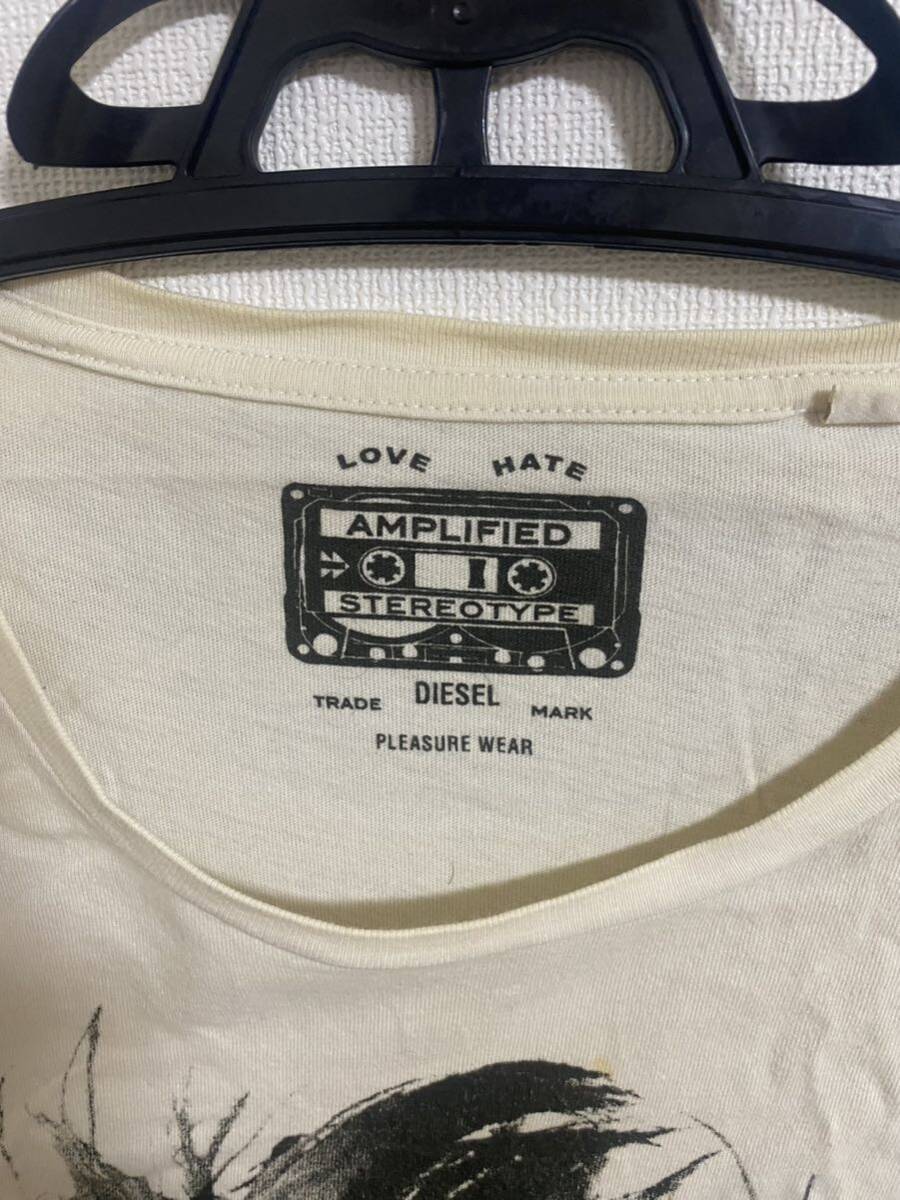 LOVE HATE
AMPLIFIED
STEREOTYPE
TRADE DIESEL MARK
PLEASURE WEAR